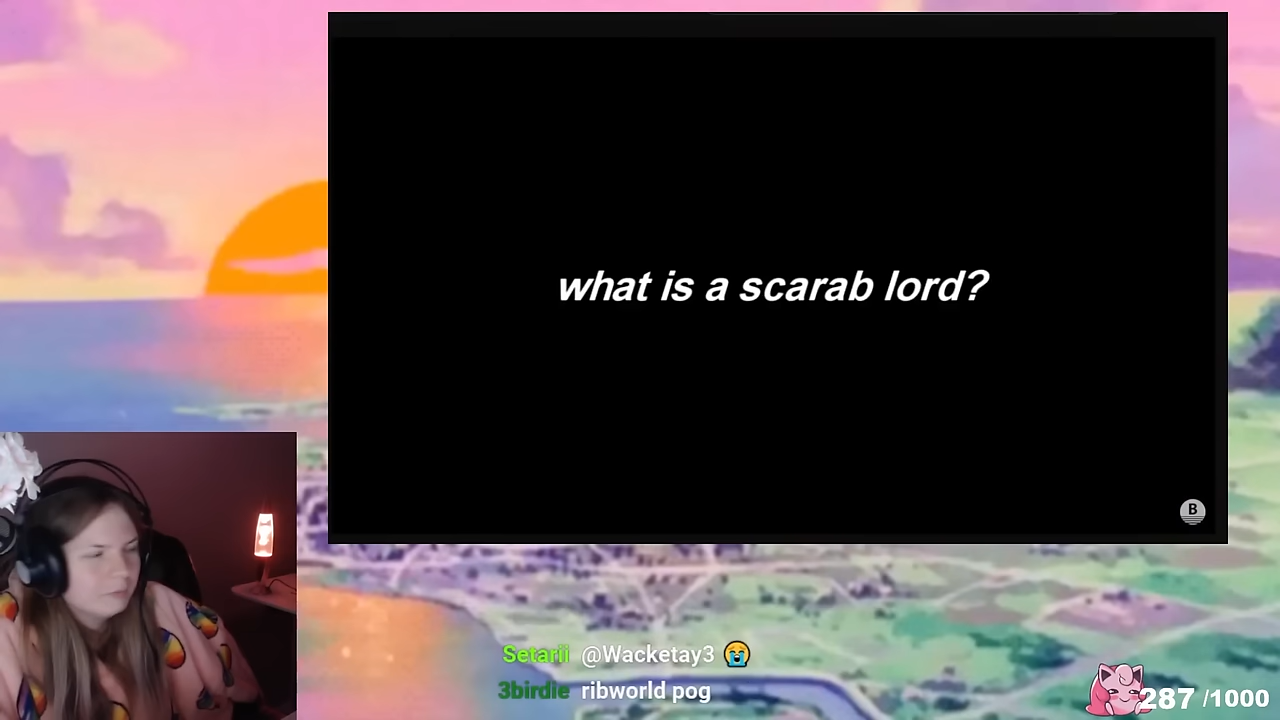 what is a scarab lord?
B
Setarii @Wacketay3 😭
3birdie ribworld pog
287 /1000